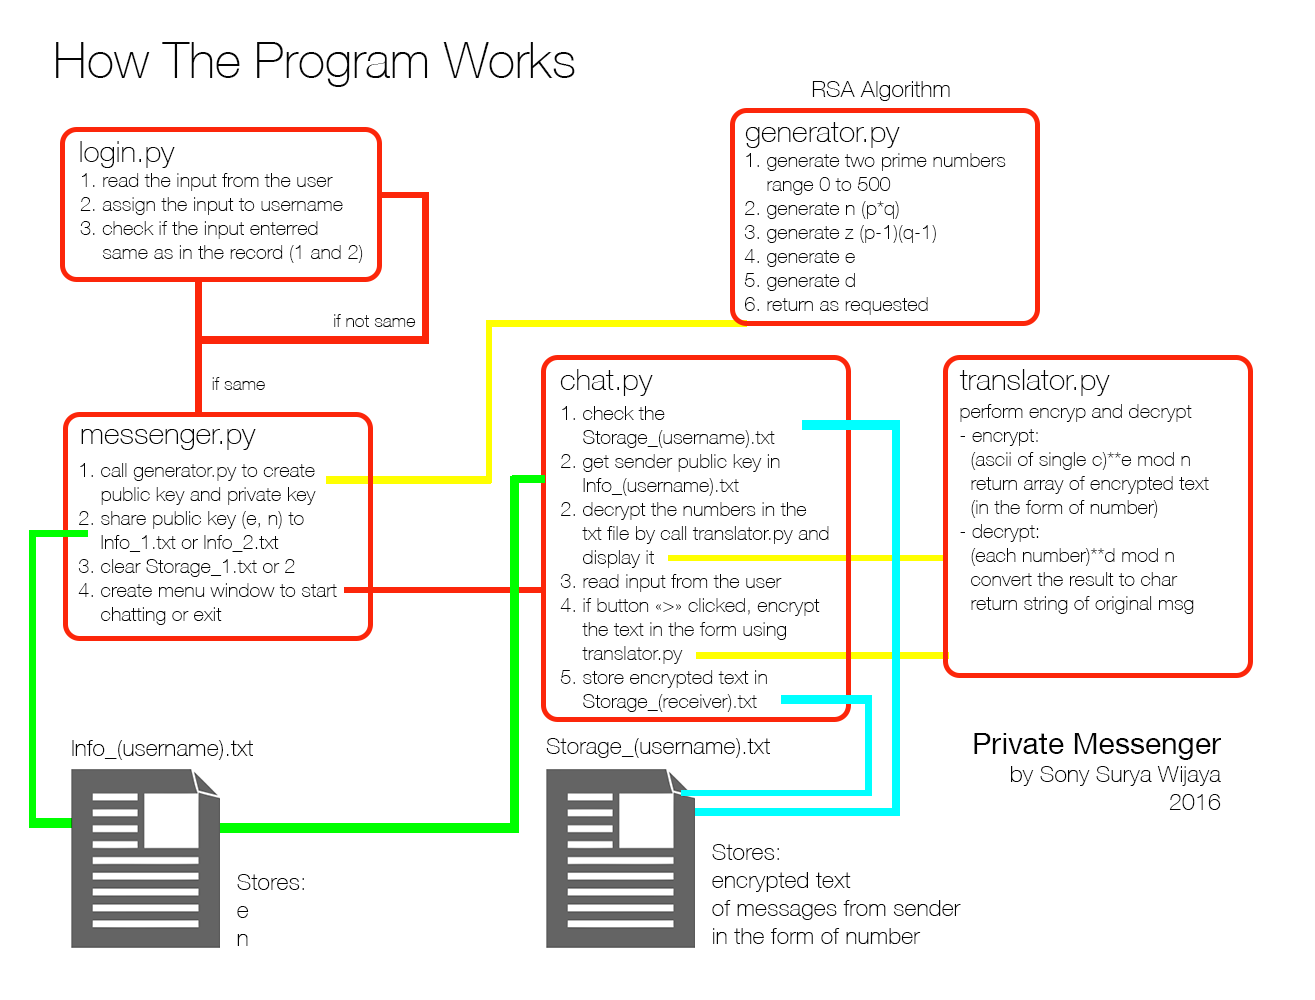 How The Program Works
login.py
1. read the input from the user
2. assign the input to username
3. check if the input enterred
same as in the record (1 and 2)
if not same
if same
RSA Algorithm
generator.py
1. generate two prime numbers
range 0 to 500
2. generate n (p*q)
3. generate z (p-1)(q-1)
4. generate e
5. generate d
6. return as requested
messenger.py
1. call generator.py to create
public key and private key
2. share public key (e, n) to
Info_1.txt or Info_2.txt
3. clear Storage_1.txt or 2
4. create menu window to start
chatting or exit
chat.py
1. check the
Storage_(username).txt
2. get sender public key in
Info_(username).txt
2. decrypt the numbers in the
txt file by call translator.py and
display it
3. read input from the user
4. if button «>» clicked, encrypt
the text in the form using
translator.py
5. store encrypted text in
Storage_(receiver).txt
translator.py
perform encryp and decrypt
- encrypt:
(ascii of single c)**e mod n
return array of encrypted text
(in the form of number)
- decrypt:
(each number)**d mod n
convert the result to char
return string of original msg
Info_(username).txt
Stores:
e
n
Storage_(username).txt
Stores:
encrypted text
of messages from sender
in the form of number
Private Messenger
by Sony Surya Wijaya
2016